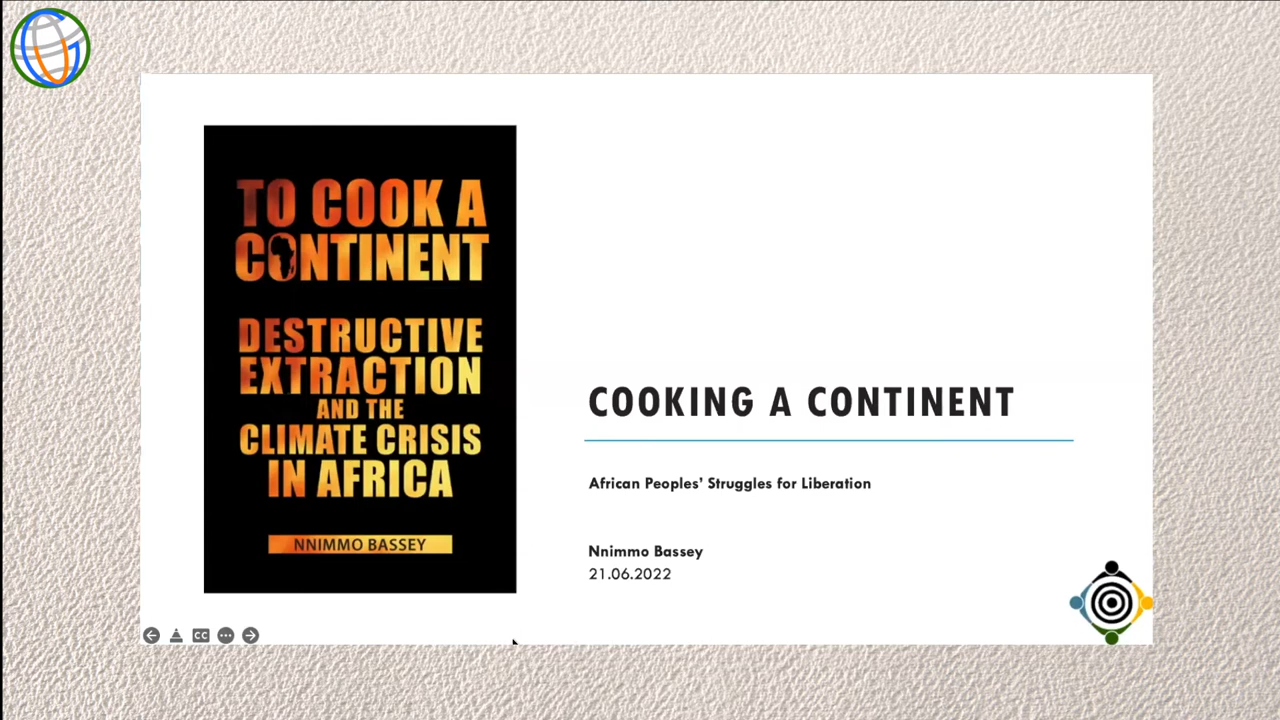 TO COOK A
CONTINENT
DESTRUCTIVE
EXTRACTION
AND THE
CLIMATE CRISIS
IN AFRICA
NNIMMO BASSEY
COOKING A CONTINENT
African Peoples' Struggles for Liberation
Nnimmo Bassey
21.06.2022
CC